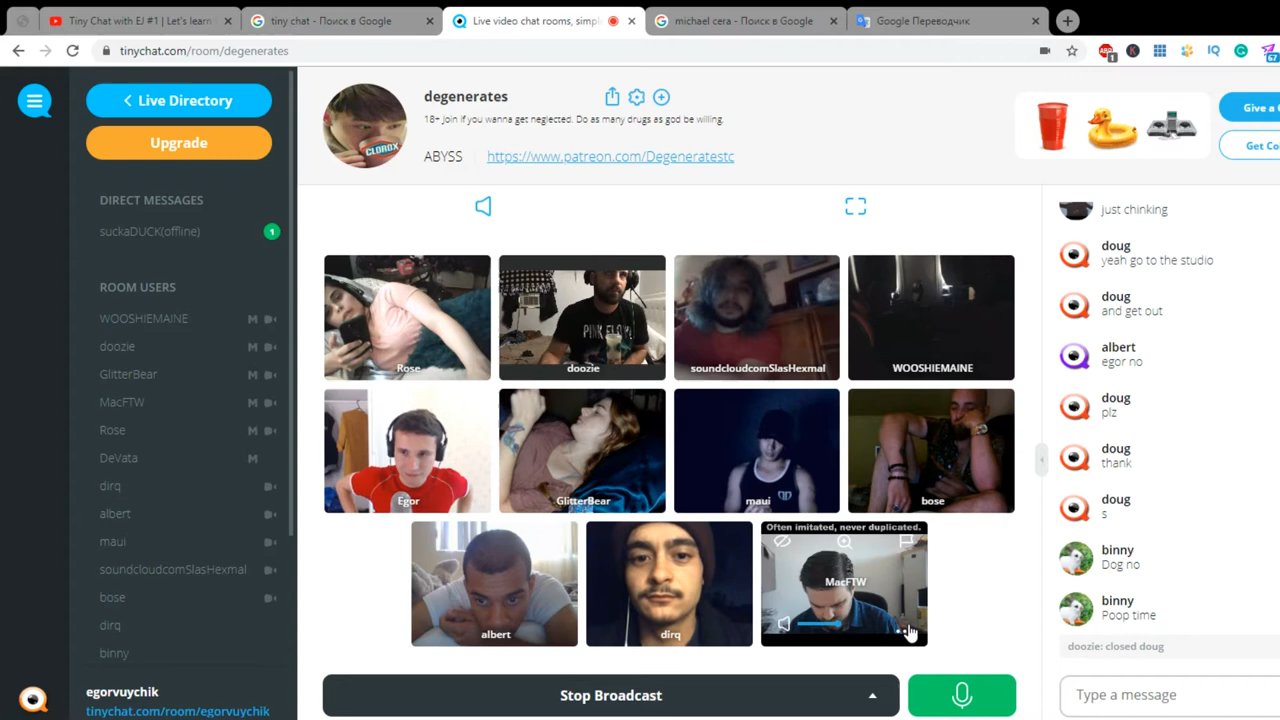 Tiny Chat with EJ #1 | Let's learn
tiny chat - Поиск в Google
Live video chat rooms, simpl
michael cera - Поиск в Google
Google Переводчик
tinychat.com/room/degenerates
1
IQ
67
Live Directory
Upgrade
DIRECT MESSAGES
suckaDUCK(offline)
1
ROOM USERS
WOOSHIEMAINE
M
doozie
M
GlitterBear
M
MacFTW
M
Rose
M
DeVata
M
dirq
albert
maui
soundcloudcomSlasHexmal
bose
dirq
binny
egorvuychik
tinychat.com/room/egorvuychik
CLOROX
degenerates
18+ Join if you wanna get neglected. Do as many drugs as god be willing.
ABYSS
https://www.patreon.com/Degeneratestc
Give a G
Get Coi
Rose
PINK FLOYD
doozie
soundcloudcomSlasHexmal
WOOSHIEMAINE
Egor
GlitterBear
maui
bose
albert
dirq
Often imitated, never duplicated.
MacFTW
Stop Broadcast
just chinking
doug
yeah go to the studio
doug
and get out
albert
egor no
doug
plz
doug
thank
doug
s
binny
Dog no
binny
Poop time
doozie: closed doug
Type a message